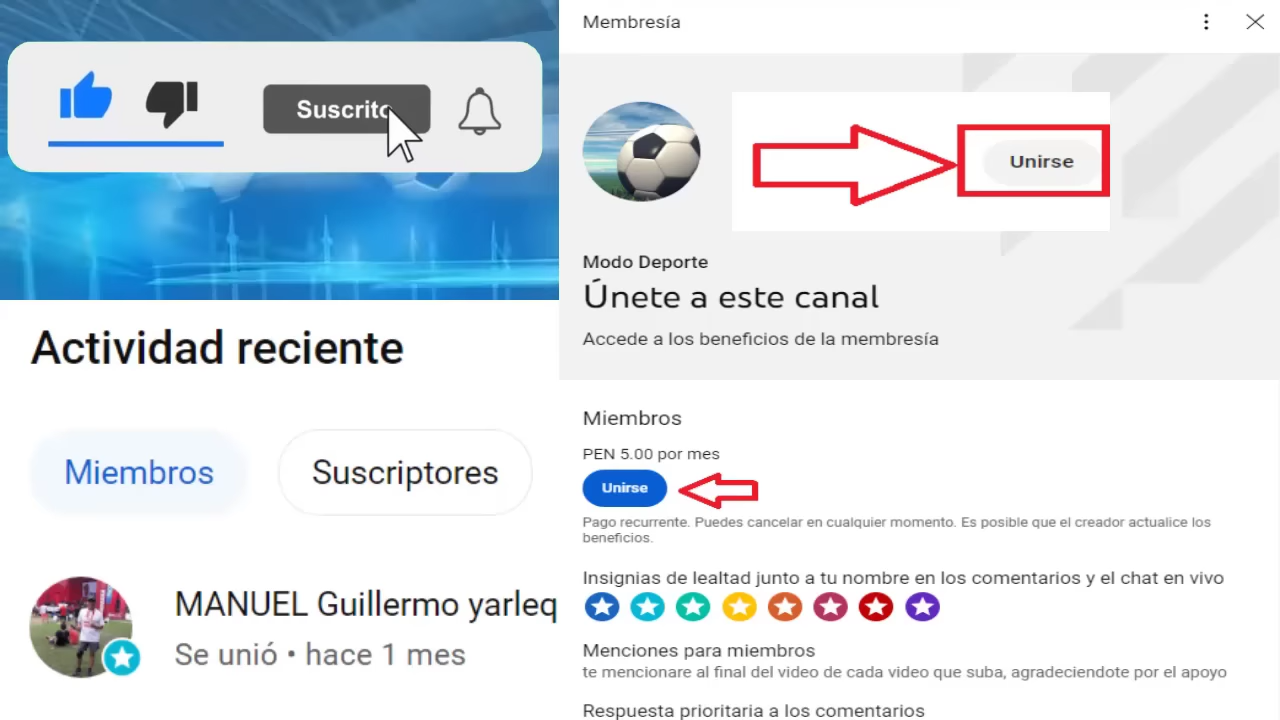 Suscrito
Actividad reciente
Miembros
Suscriptores
MANUEL Guillermo yarleq
Se unió • hace 1 mes
Membresía
Unirse
Modo Deporte
Únete a este canal
Accede a los beneficios de la membresía
Miembros
PEN 5.00 por mes
Unirse
Pago recurrente. Puedes cancelar en cualquier momento. Es posible que el creador actualice los
beneficios.
Insignias de lealtad junto a tu nombre en los comentarios y el chat en vivo
Menciones para miembros
te mencionare al final del video de cada video que suba, agradeciendote por el apoyo
Respuesta prioritaria a los comentarios